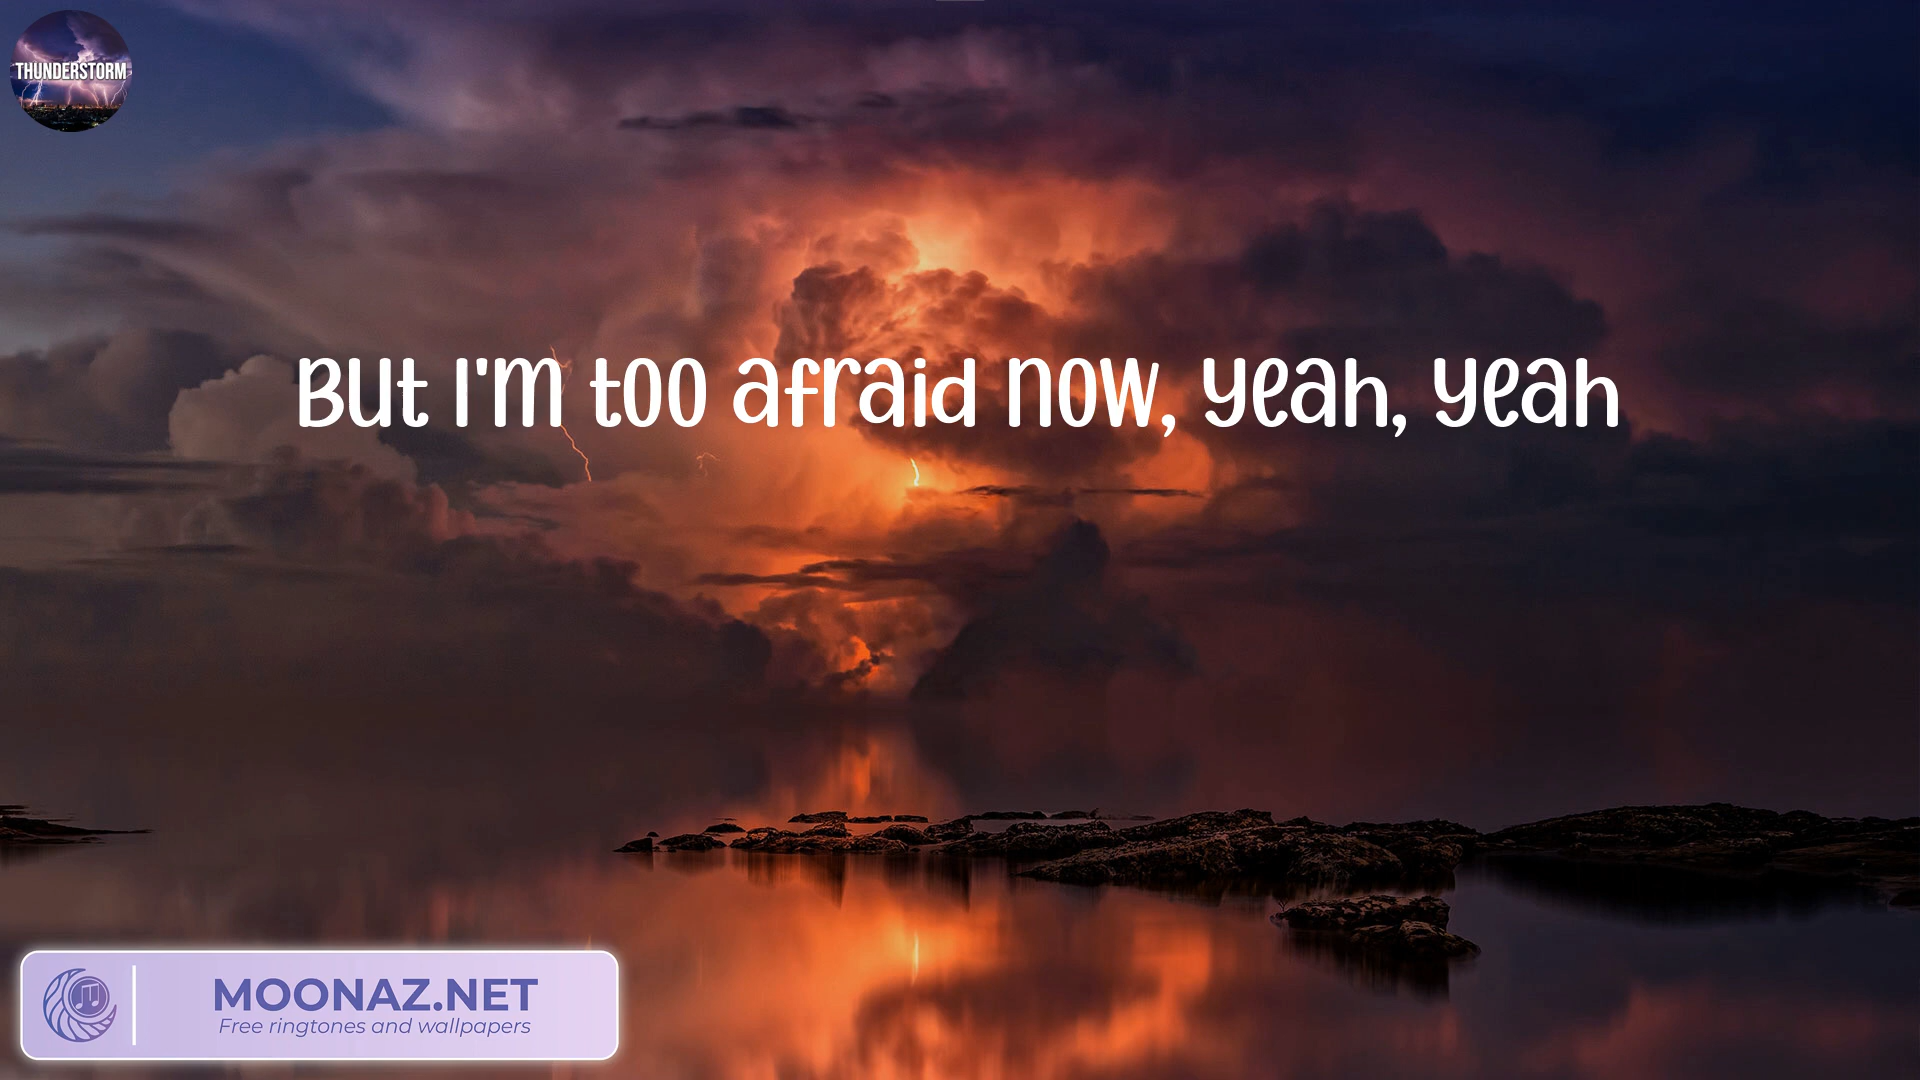 THUNDERSTORM
But I'm too afraid now, yeah, yeah
MOONAZ.NET
Free ringtones and wallpapers